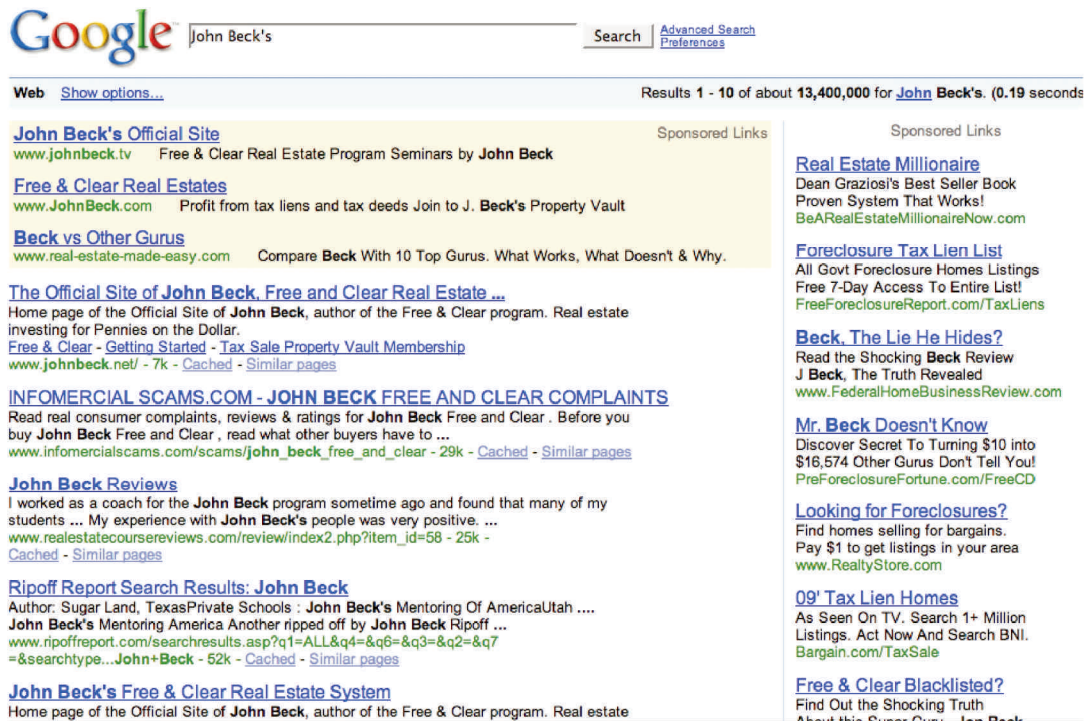 Google John Beck's Search Advanced Search
Preferences
Web Show options... Results 1 - 10 of about 13,400,000 for John Beck's. (0.19 seconds
John Beck's Official Site Sponsored Links
www.johnbeck.tv Free & Clear Real Estate Program Seminars by John Beck
Free & Clear Real Estates
www.JohnBeck.com Profit from tax liens and tax deeds Join to J. Beck's Property Vault
Beck vs Other Gurus
www.real-estate-made-easy.com Compare Beck With 10 Top Gurus. What Works, What Doesn't & Why.
The Official Site of John Beck, Free and Clear Real Estate ...
Home page of the Official Site of John Beck, author of the Free & Clear program. Real estate
investing for Pennies on the Dollar.
Free & Clear - Getting Started - Tax Sale Property Vault Membership
www.johnbeck.net/ - 7k - Cached - Similar pages
INFOMERCIAL SCAMS.COM - JOHN BECK FREE AND CLEAR COMPLAINTS
Read real consumer complaints, reviews & ratings for John Beck Free and Clear . Before you
buy John Beck Free and Clear , read what other buyers have to ...
www.infomercialscams.com/scams/john_beck_free_and_clear - 29k - Cached - Similar pages
John Beck Reviews
I worked as a coach for the John Beck program sometime ago and found that many of my
students ... My experience with John Beck's people was very positive. ...
www.realestatecoursereviews.com/review/index2.php?item_id=58 - 25k -
Cached - Similar pages
Ripoff Report Search Results: John Beck
Author: Sugar Land, TexasPrivate Schools : John Beck's Mentoring Of AmericaUtah ....
John Beck's Mentoring America Another ripped off by John Beck Ripoff ...
www.ripoffreport.com/searchresults.asp?q1=ALL&q4=&q6=&q3=&q2=&q7
=&searchtype...John+Beck - 52k - Cached - Similar pages
John Beck's Free & Clear Real Estate System
Home page of the Official Site of John Beck, author of the Free & Clear program. Real estate
Sponsored Links
Real Estate Millionaire
Dean Graziosi's Best Seller Book
Proven System That Works!
BeARealEstateMillionaireNow.com
Foreclosure Tax Lien List
All Govt Foreclosure Homes Listings
Free 7-Day Access To Entire List!
FreeForeclosureReport.com/TaxLiens
Beck, The Lie He Hides?
Read the Shocking Beck Review
J Beck, The Truth Revealed
www.FederalHomeBusinessReview.com
Mr. Beck Doesn't Know
Discover Secret To Turning $10 into
$16,574 Other Gurus Don't Tell You!
PreForeclosureFortune.com/FreeCD
Looking for Foreclosures?
Find homes selling for bargains.
Pay $1 to get listings in your area
www.RealtyStore.com
09' Tax Lien Homes
As Seen On TV. Search 1+ Million
Listings. Act Now And Search BNI.
Bargain.com/TaxSale
Free & Clear Blacklisted?
Find Out the Shocking Truth
About this Super Guru